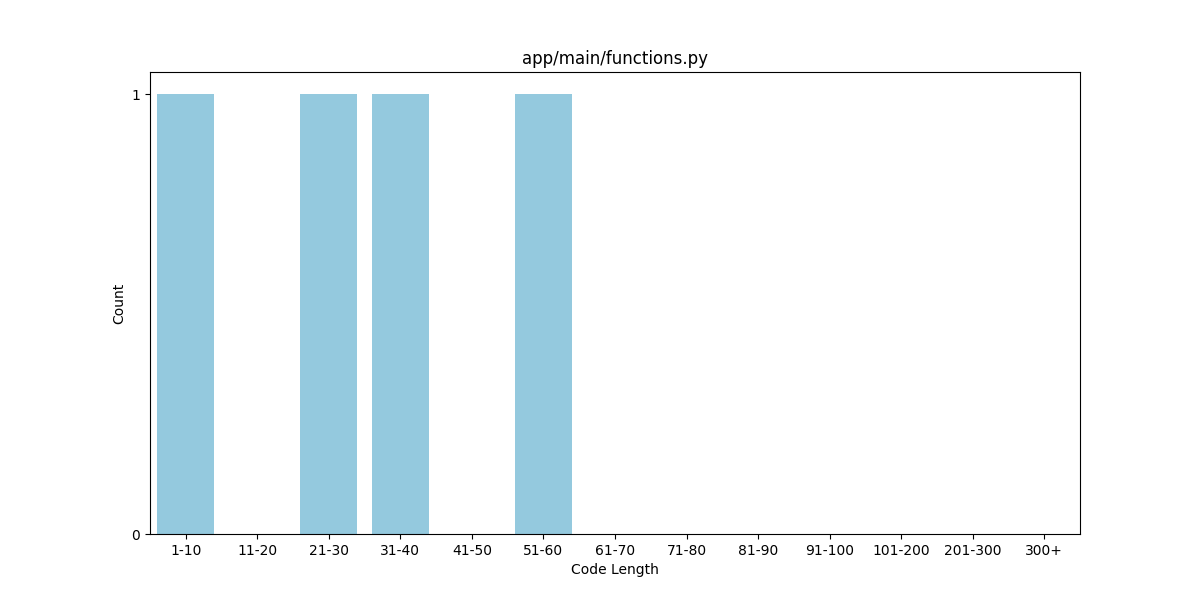 app/main/functions.py
1
Count
0
1-10 11-20 21-30 31-40 41-50 51-60 61-70 71-80 81-90 91-100 101-200 201-300 300+
Code Length